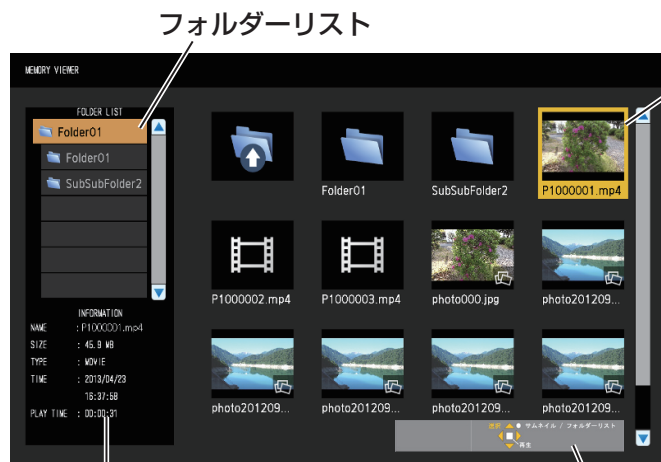 フォルダーリスト
MEMORY VIEWER
FOLDER LIST
Folder01
Folder01
SubSubFolder2
INFORMATION
NAME : P1000001.mp4
SIZE : 45.9 MB
TYPE : MOVIE
TIME : 2013/04/23
16:37:58
PLAY TIME : 00:00:31
Folder01
SubSubFolder2
P1000001.mp4
P1000002.mp4
P1000003.mp4
photo000.jpg
photo201209...
photo201209...
photo201209...
photo201209...
photo201209...
選択 サムネイル / フォルダーリスト
再生